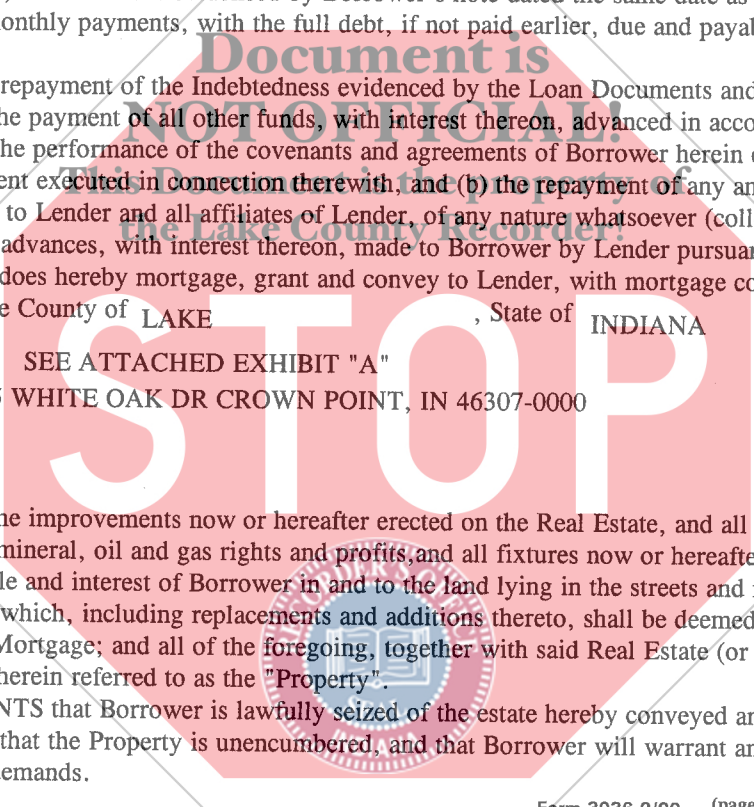 onthly payments, with the full debt, if not paid earlier, due and payab
Document is
repayment of the Indebtedness evidenced by the Loan Documents and
NOT OFFICIAL!
he payment of all other funds, with interest thereon, advanced in acco
he performance of the covenants and agreements of Borrower herein
This Document is the property of
ent executed in connection therewith, and (b) the repayment of any an
to Lender and all affiliates of Lender, of any nature whatsoever (coll
the Lake County Recorder!
advances, with interest thereon, made to Borrower by Lender pursuan
does hereby mortgage, grant and convey to Lender, with mortgage co
e County of LAKE , State of INDIANA
SEE ATTACHED EXHIBIT "A"
WHITE OAK DR CROWN POINT, IN 46307-0000
STOP
he improvements now or hereafter erected on the Real Estate, and all
mineral, oil and gas rights and profits,and all fixtures now or hereafte
le and interest of Borrower in and to the land lying in the streets and
which, including replacements and additions thereto, shall be deemed
Mortgage; and all of the foregoing, together with said Real Estate (or
herein referred to as the "Property".
NTS that Borrower is lawfully seized of the estate hereby conveyed an
that the Property is unencumbered, and that Borrower will warrant an
emands.
(page